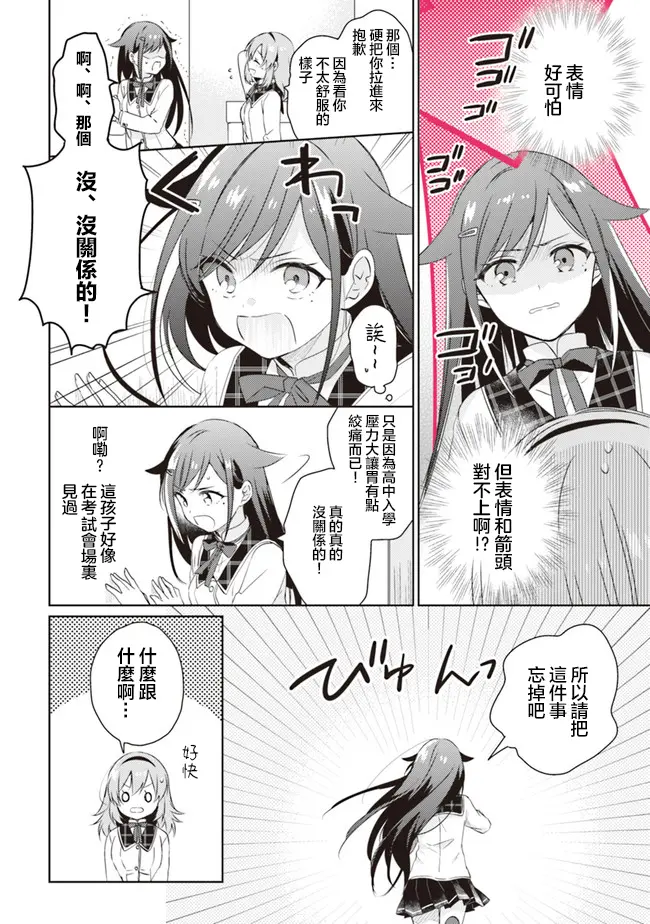 表情
好可怕
ゴゴゴ
ゴゴゴ
但表情和箭頭
對不上啊!?
那個…
硬把你拉進來
抱歉
因為看你
不太舒服的
樣子
啊、啊、那個
沒、沒關係的！
わっ
誒～～
只是因為高中入學
壓力大讓胃有點
絞痛而已！
真的真的
沒關係的！
啊嘞？
這孩子好像
在考試會場裏
見過
所以請把
這件事
忘掉吧
びゅんっ
什麼跟
什麼啊…
好快